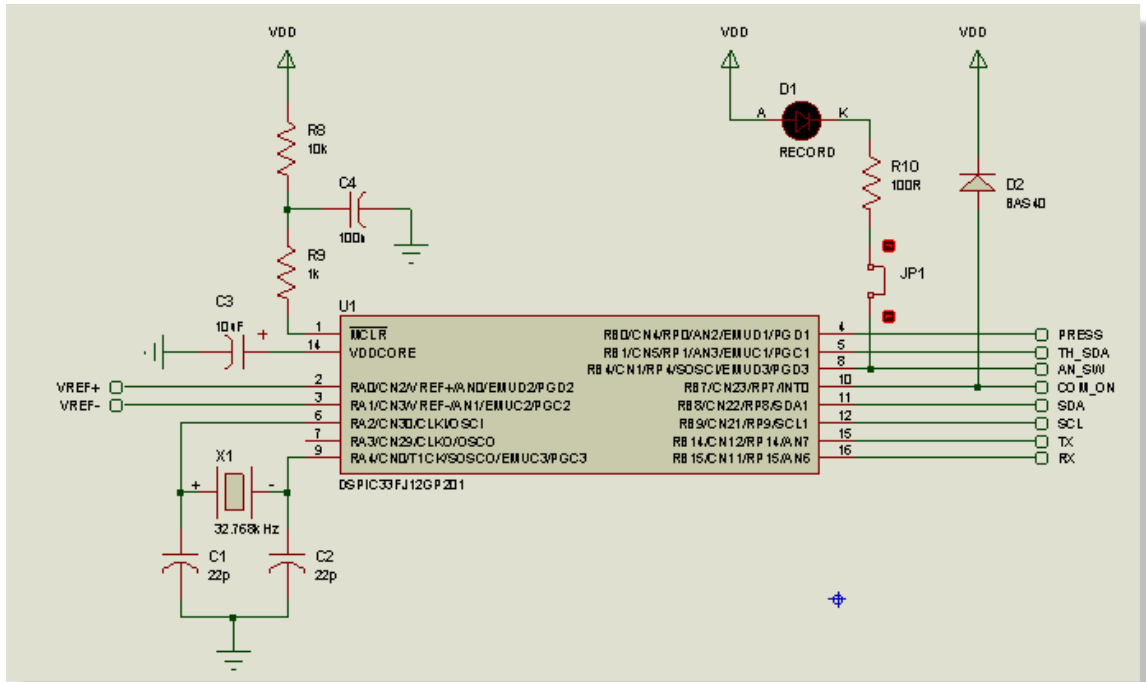 VDD
VDD
VDD
D1
A
K
RECORD
R8
10k
R10
100R
C4
100n
D2
BAS40
R9
1k
JP1
C3
10uF
+
U1
1
MCLR
14
VDDCORE
VREF+
2
RA0/CN2/VREF+/AN0/EMUD2/PGD2
VREF-
3
RA1/CN3/VREF-/AN1/EMUC2/PGC2
6
RA2/CN30/CLKI/OSCI
7
RA3/CN29/CLKO/OSCO
9
RA4/CN0/T1CK/SOSCO/EMUC3/PGC3
RB0/CN4/RP0/AN2/EMUD1/PGD1
4
PRESS
RB1/CN5/RP1/AN3/EMUC1/PGC1
5
TH_SDA
RB4/CN1/RP4/SOSCI/EMUD3/PGD3
8
AN_SW
RB7/CN23/RP7/INT0
10
COM_ON
RB8/CN22/RP8/SDA1
11
SDA
RB9/CN21/RP9/SCL1
12
SCL
RB14/CN12/RP14/AN7
15
TX
RB15/CN11/RP15/AN6
16
RX
DSPIC33FJ12GP201
X1
+
-
32.768kHz
C1
22p
C2
22p